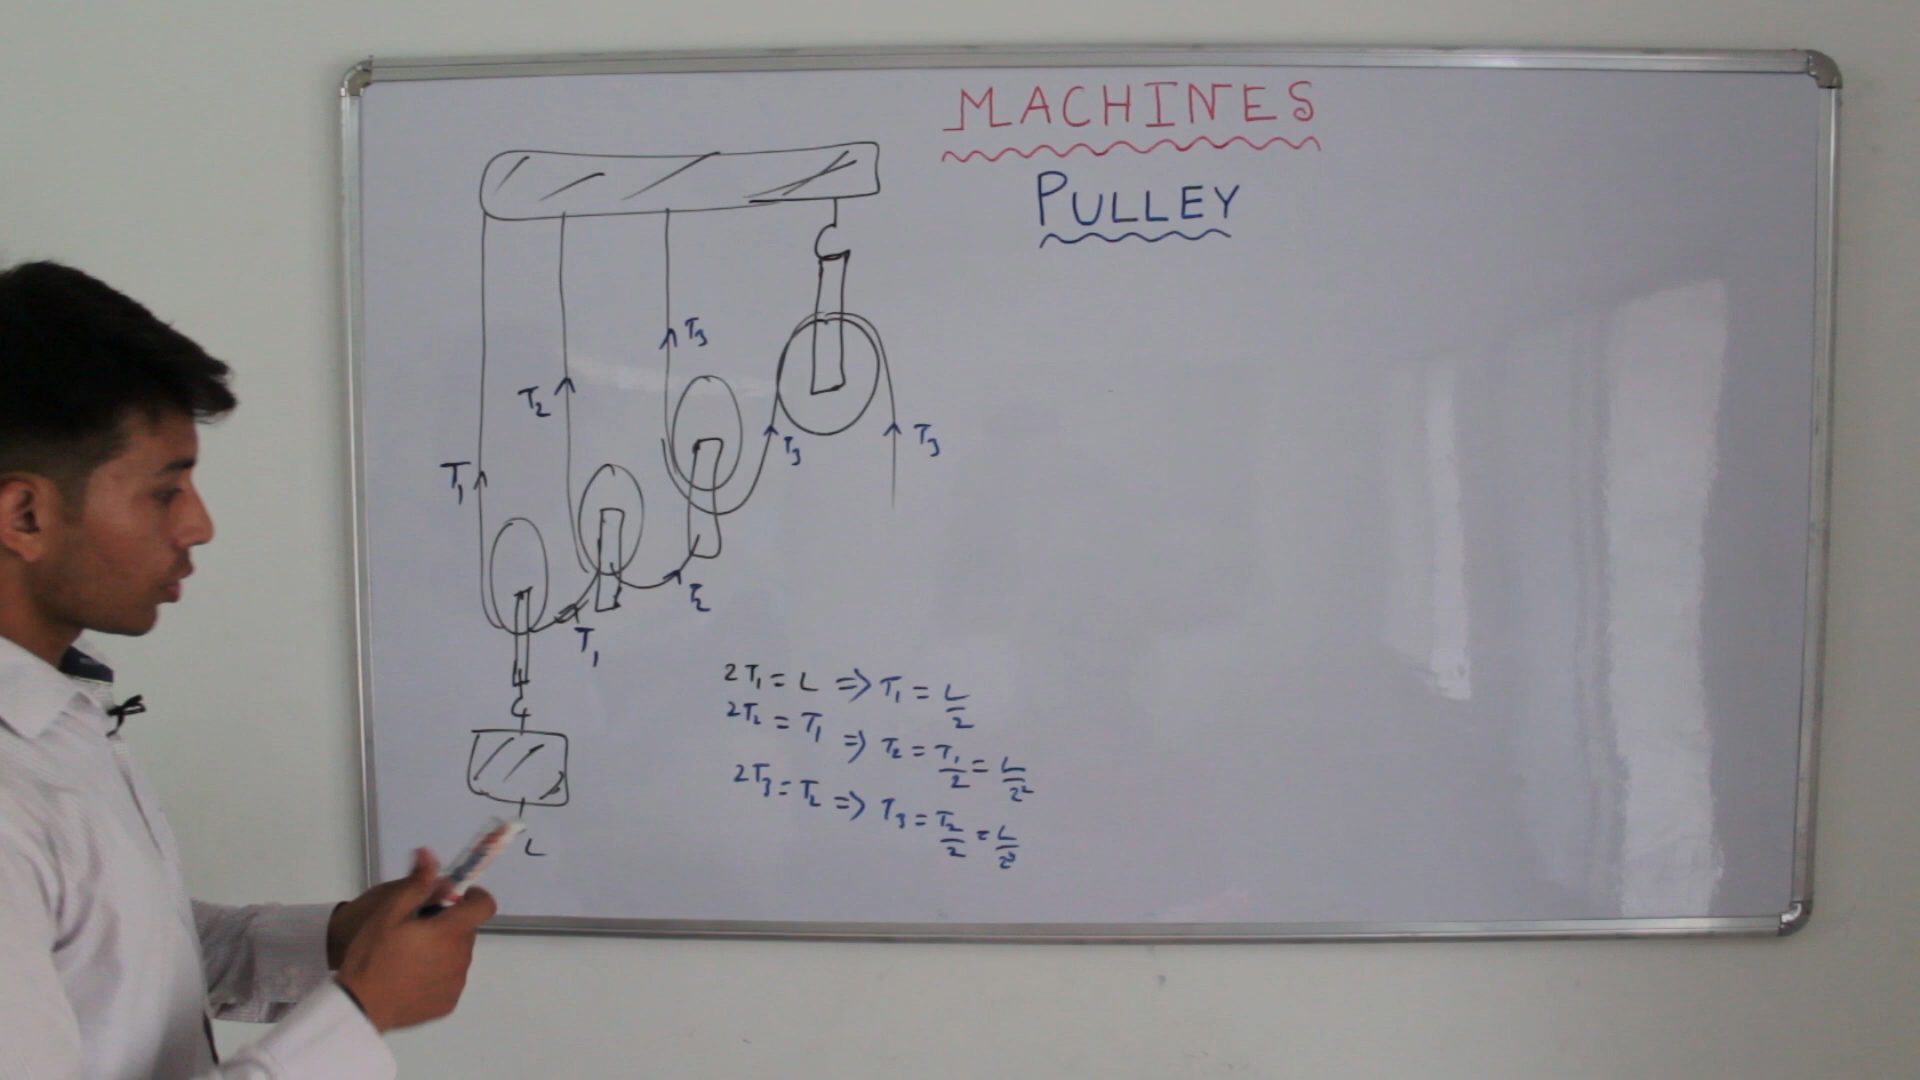 MACHINES
PULLEY
T3
T2
T3
T3
T1
T2
T1
2T1 = L => T1 = L/2
2T2 = T1 => T2 = T1/2 = L/2²
2T3 = T2 => T3 = T2/2 = L/2³
L